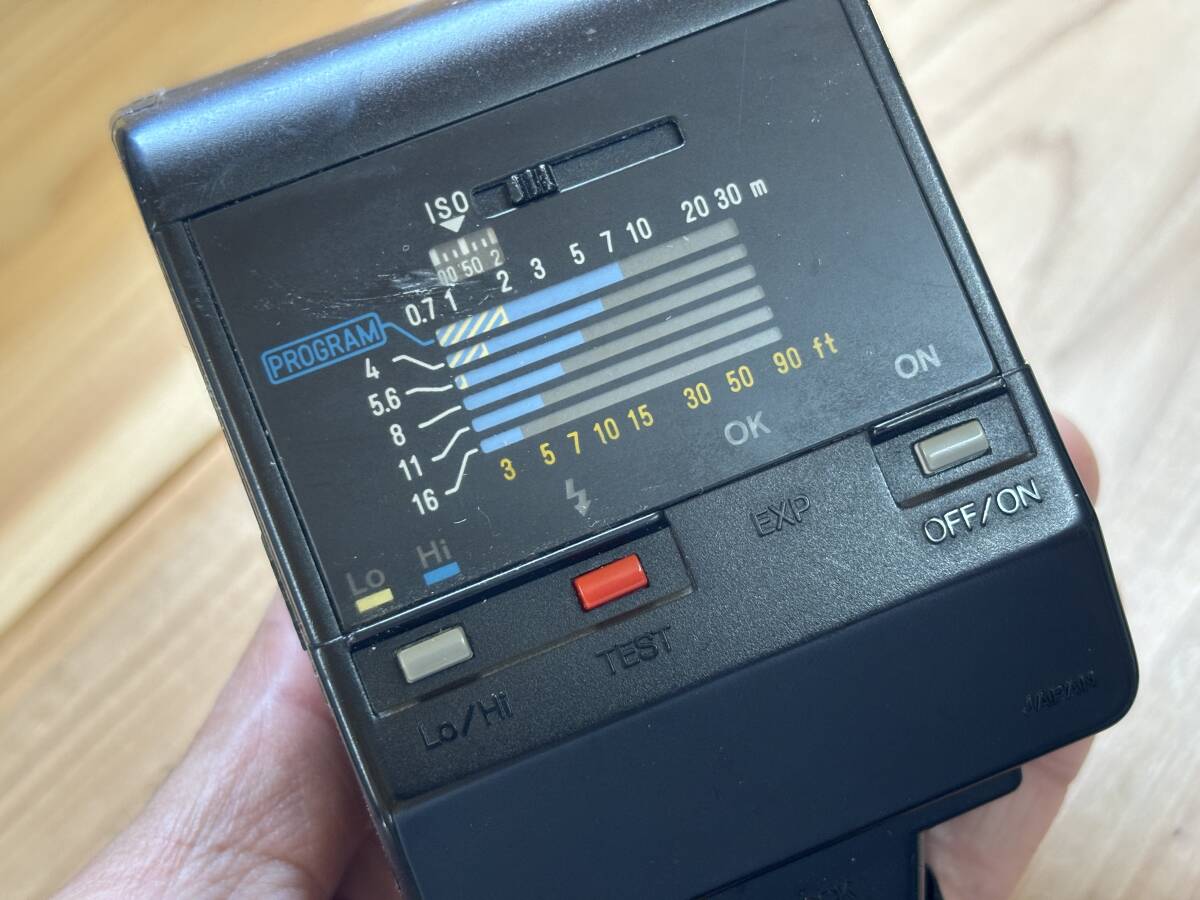 ISO
50 2
0.7 1 2 3 5 7 10 20 30 m
PROGRAM
4
5.6
8
11
16
3 5 7 10 15 30 50 90 ft
OK
ON
Lo
Hi
EXP
OFF/ON
TEST
Lo/Hi
JAPAN